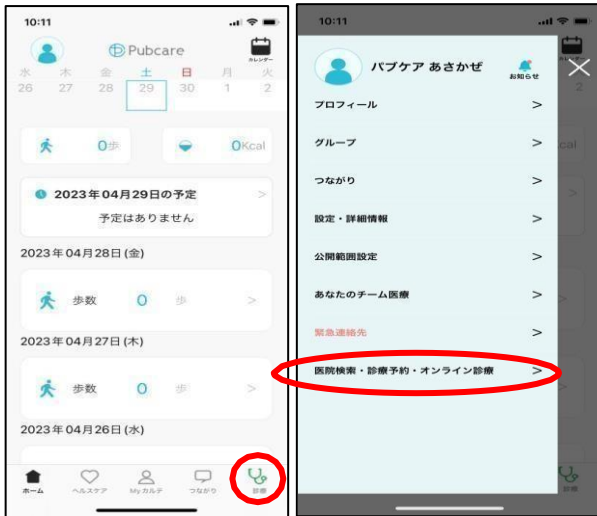 10:11
Pubcare
カレンダー
水 木 金 土 日 月 火
26 27 28 29 30 1 2
0歩
0Kcal
2023年04月29日の予定
予定はありません
2023年04月28日(金)
歩数 0 歩
2023年04月27日(木)
歩数 0 歩
2023年04月26日(水)
ホーム ヘルスケア Myカルテ つながり 診療
10:11
パブケア あさかぜ
お知らせ
カレンダー
2
プロフィール >
グループ >
cal
つながり >
設定・詳細情報 >
公開範囲設定 >
あなたのチーム医療 >
緊急連絡先 >
医院検索・診療予約・オンライン診療 >
診療